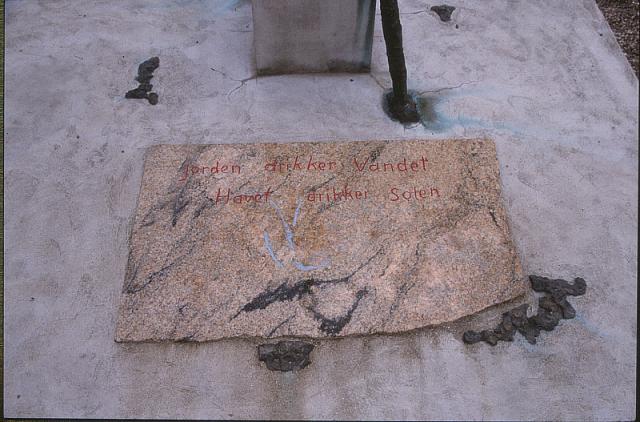 Jorden drikker Vandet
Havet drikker Solen